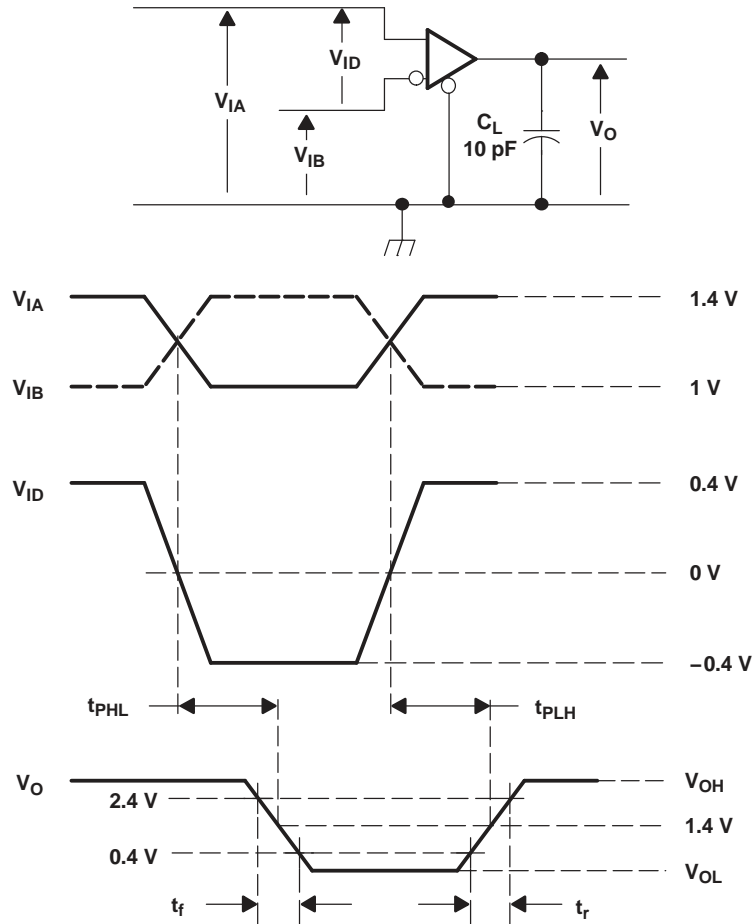 V_ID
V_IA
V_IB
C_L
10 pF
V_O
V_IA
1.4 V
V_IB
1 V
V_ID
0.4 V
0 V
−0.4 V
t_PHL
t_PLH
V_O
V_OH
2.4 V
1.4 V
0.4 V
V_OL
t_f
t_r